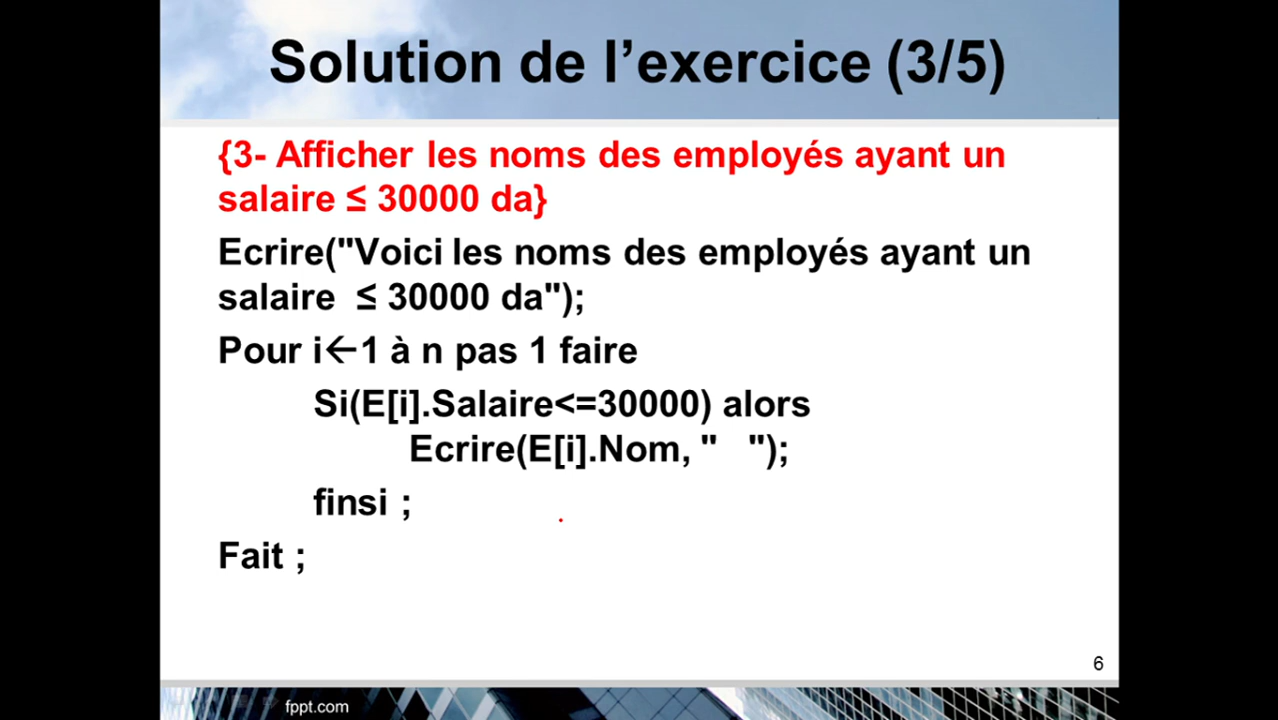 Solution de l’exercice (3/5)
{3- Afficher les noms des employés ayant un
salaire ≤ 30000 da}
Ecrire("Voici les noms des employés ayant un
salaire  ≤ 30000 da");
Pour i←1 à n pas 1 faire
Si(E[i].Salaire<=30000) alors
Ecrire(E[i].Nom, "   ");
finsi ;
Fait ;
6
fppt.com